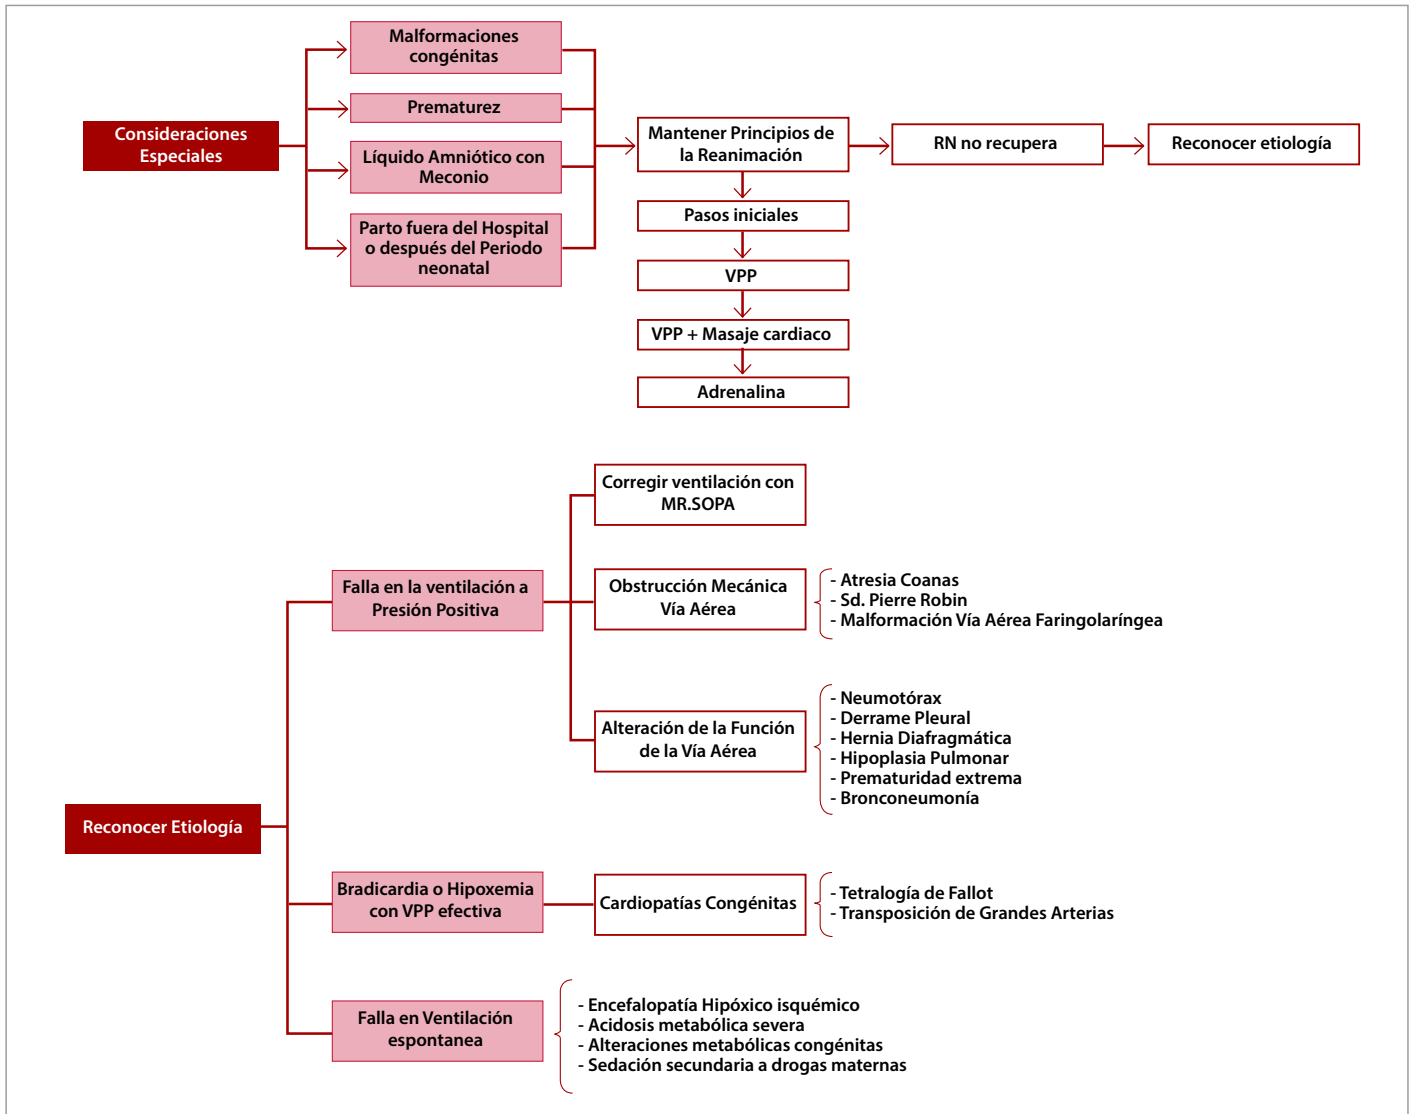 Consideraciones
Especiales
Malformaciones
congénitas
Prematurez
Líquido Amniótico con
Meconio
Parto fuera del Hospital
o después del Periodo
neonatal
Mantener Principios de
la Reanimación
RN no recupera
Reconocer etiología
Pasos iniciales
VPP
VPP + Masaje cardiaco
Adrenalina
Reconocer Etiología
Falla en la ventilación a
Presión Positiva
Corregir ventilación con
MR.SOPA
Obstrucción Mecánica
Vía Aérea
- Atresia Coanas
- Sd. Pierre Robin
- Malformación Vía Aérea Faringolaríngea
Alteración de la Función
de la Vía Aérea
- Neumotórax
- Derrame Pleural
- Hernia Diafragmática
- Hipoplasia Pulmonar
- Prematuridad extrema
- Bronconeumonía
Bradicardia o Hipoxemia
con VPP efectiva
Cardiopatías Congénitas
- Tetralogía de Fallot
- Transposición de Grandes Arterias
Falla en Ventilación
espontanea
- Encefalopatía Hipóxico isquémico
- Acidosis metabólica severa
- Alteraciones metabólicas congénitas
- Sedación secundaria a drogas maternas